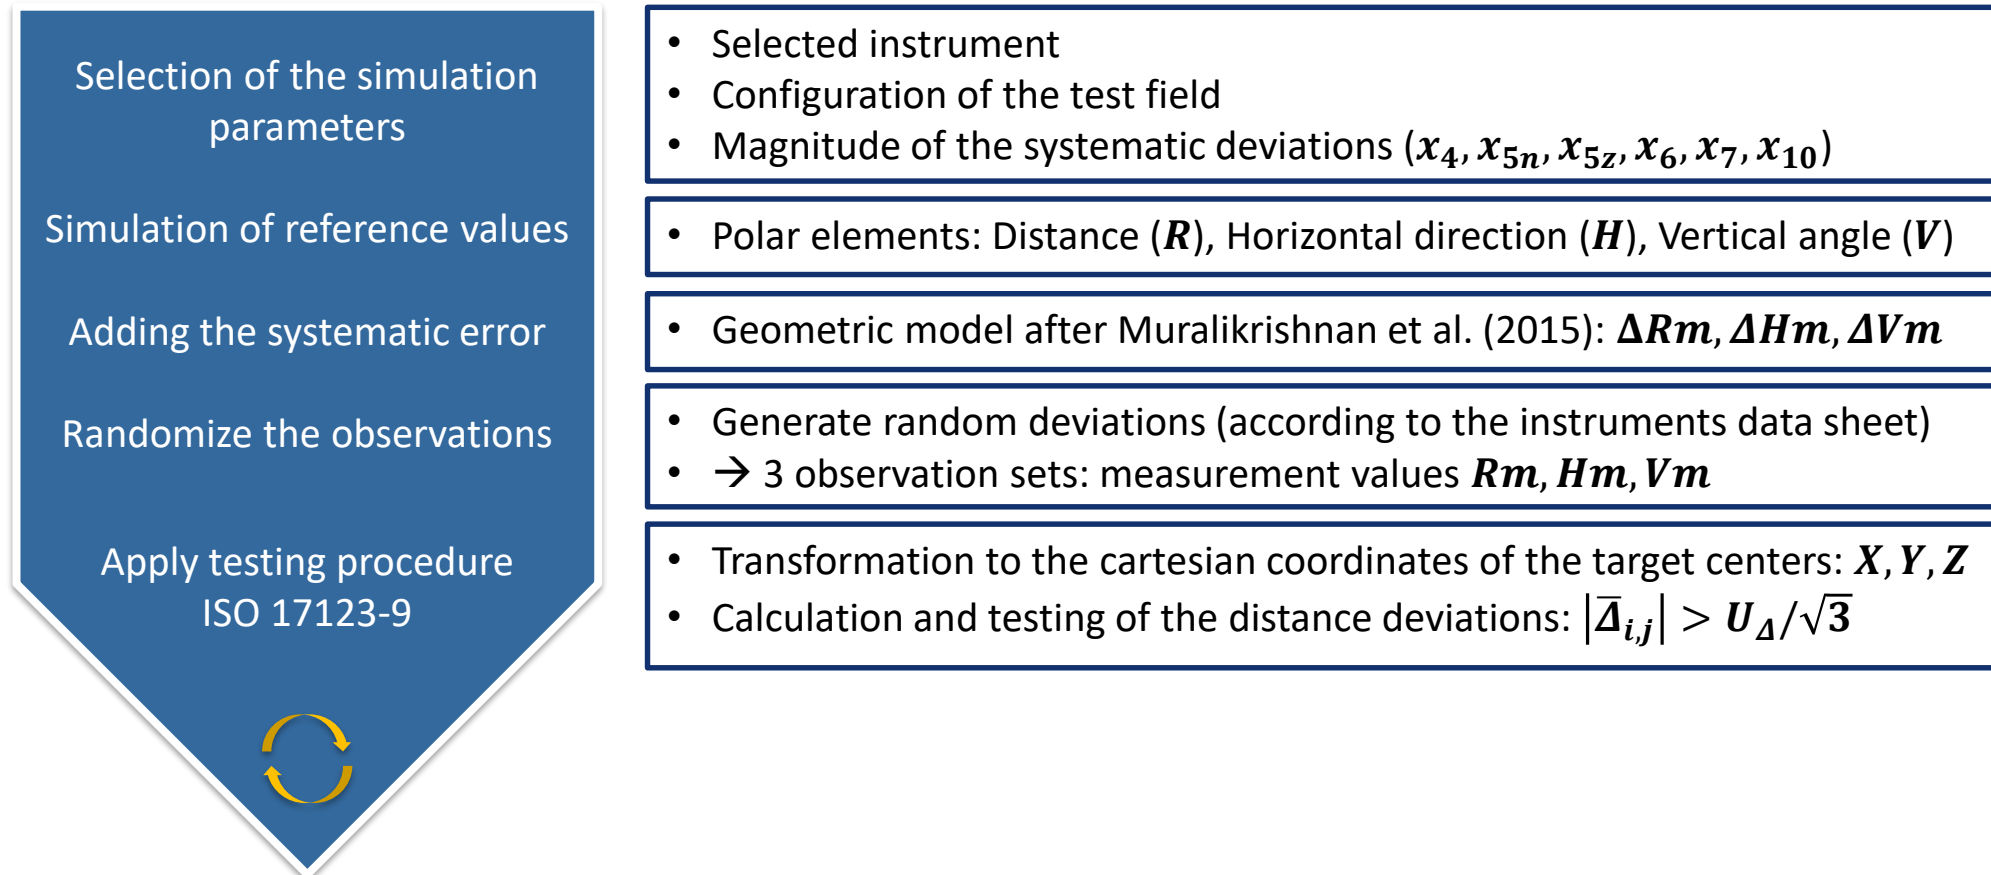 Selection of the simulation
parameters
• Selected instrument
• Configuration of the test field
• Magnitude of the systematic deviations (x₄, x₅ₙ, x₅z, x₆, x₇, x₁₀)
Simulation of reference values
• Polar elements: Distance (R), Horizontal direction (H), Vertical angle (V)
Adding the systematic error
• Geometric model after Muralikrishnan et al. (2015): ΔRm, ΔHm, ΔVm
Randomize the observations
• Generate random deviations (according to the instruments data sheet)
• → 3 observation sets: measurement values Rm, Hm, Vm
Apply testing procedure
ISO 17123-9
• Transformation to the cartesian coordinates of the target centers: X, Y, Z
• Calculation and testing of the distance deviations: |Δ̅ᵢ,ⱼ| > U_Δ/√3